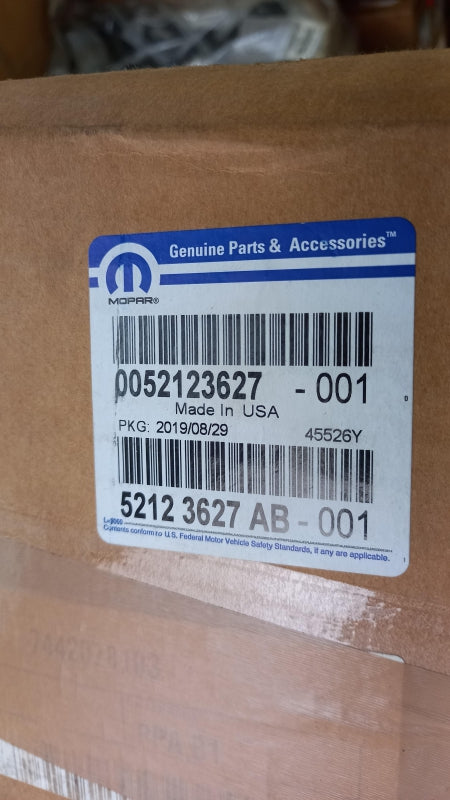 Genuine Parts & Accessories™
MOPAR®
0052123627 - 001
Made In USA
PKG: 2019/08/29 45526Y
5212 3627 AB - 001
Contents conform to U.S. Federal Motor Vehicle Safety Standards, if any are applicable.